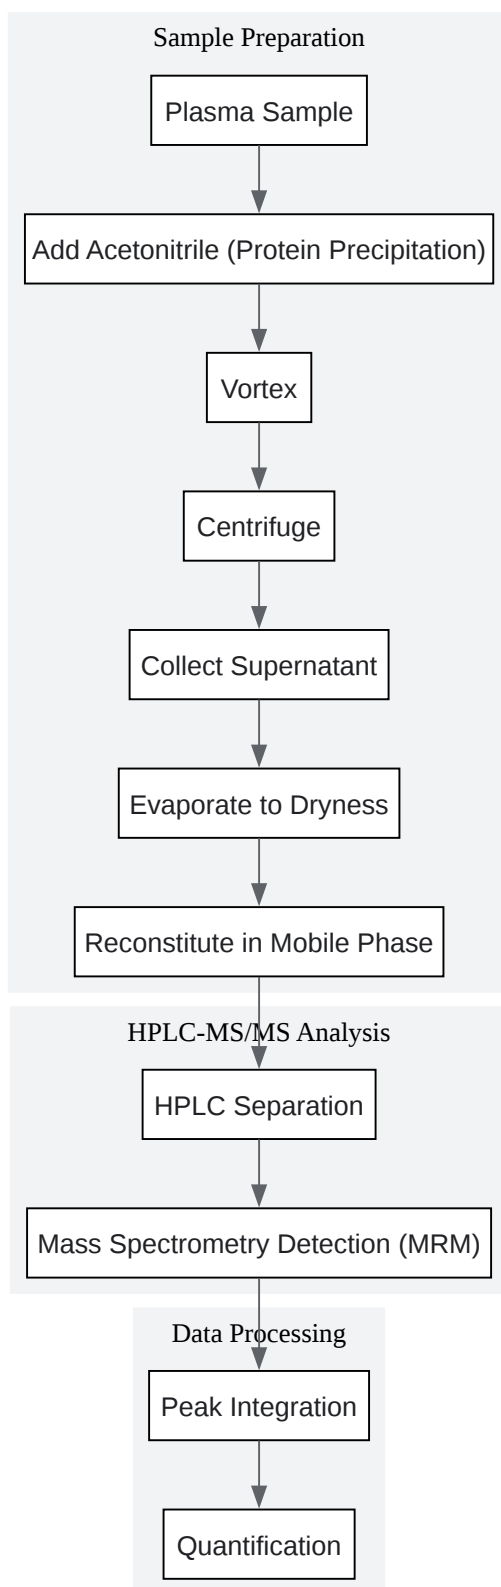 Sample Preparation
Plasma Sample
Add Acetonitrile (Protein Precipitation)
Vortex
Centrifuge
Collect Supernatant
Evaporate to Dryness
Reconstitute in Mobile Phase
HPLC-MS/MS Analysis
HPLC Separation
Mass Spectrometry Detection (MRM)
Data Processing
Peak Integration
Quantification